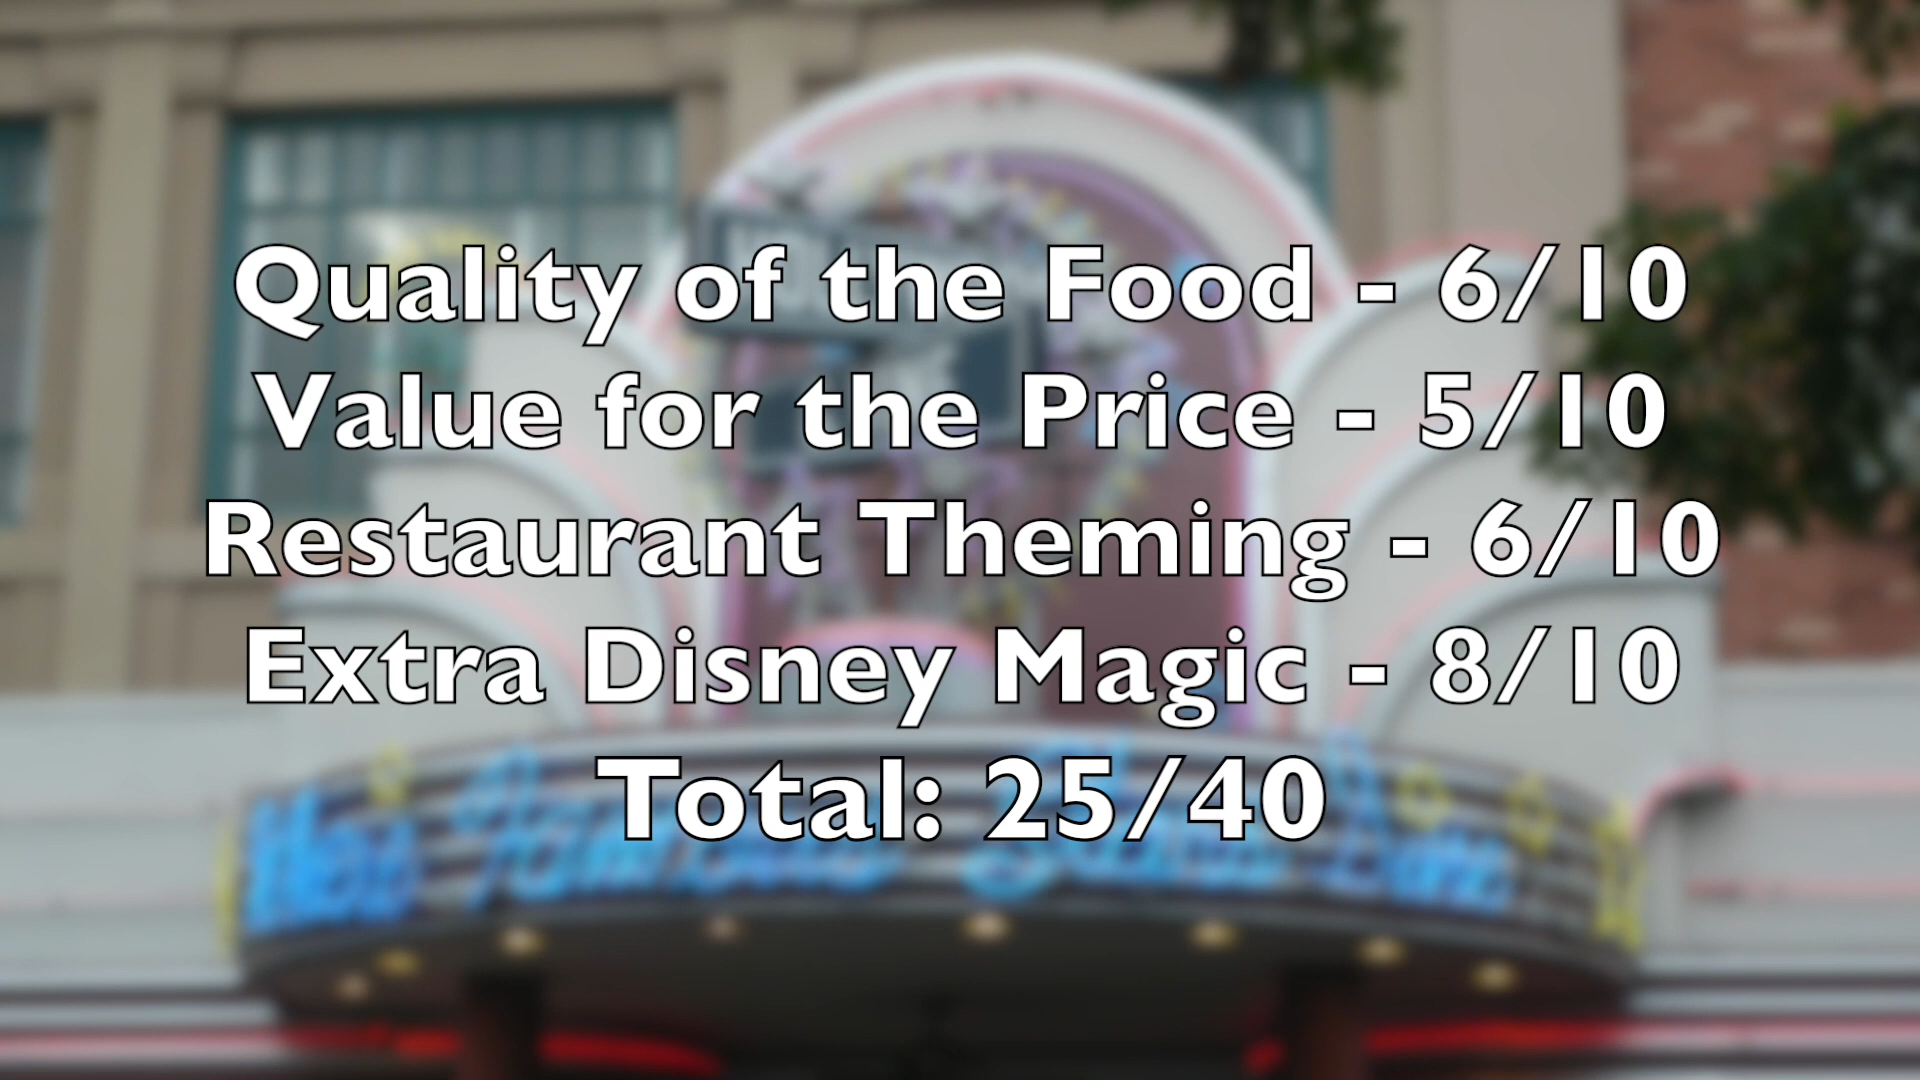 Quality of the Food - 6/10
Value for the Price - 5/10
Restaurant Theming - 6/10
Extra Disney Magic - 8/10
Total: 25/40